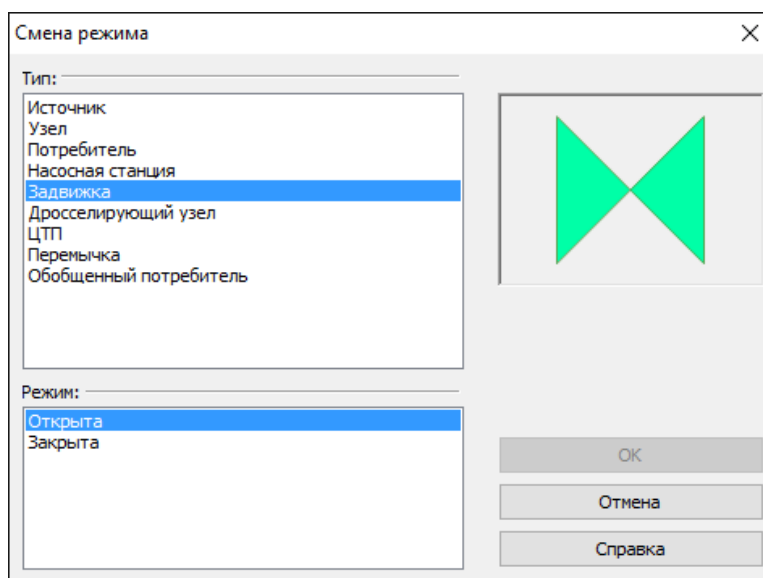 Смена режима
Тип:
Источник
Узел
Потребитель
Насосная станция
Задвижка
Дросселирующий узел
ЦТП
Перемычка
Обобщенный потребитель
Режим:
Открыта
Закрыта
ОК
Отмена
Справка